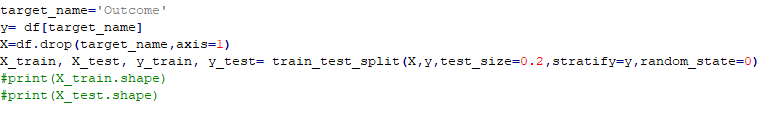 target_name='Outcome'
y= df[target_name]
X=df.drop(target_name,axis=1)
X_train, X_test, y_train, y_test= train_test_split(X,y,test_size=0.2,stratify=y,random_state=0)
#print(X_train.shape)
#print(X_test.shape)